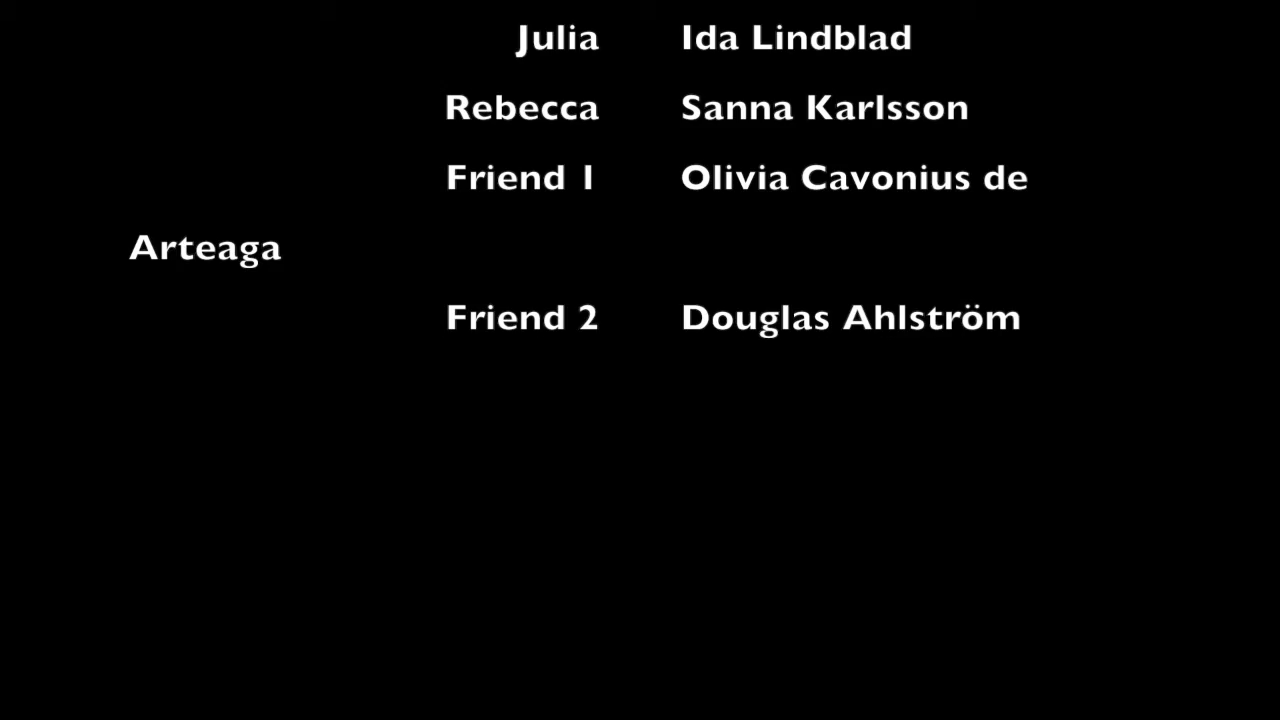 Julia Ida Lindblad
Rebecca Sanna Karlsson
Friend 1 Olivia Cavonius de
Arteaga
Friend 2 Douglas Ahlström